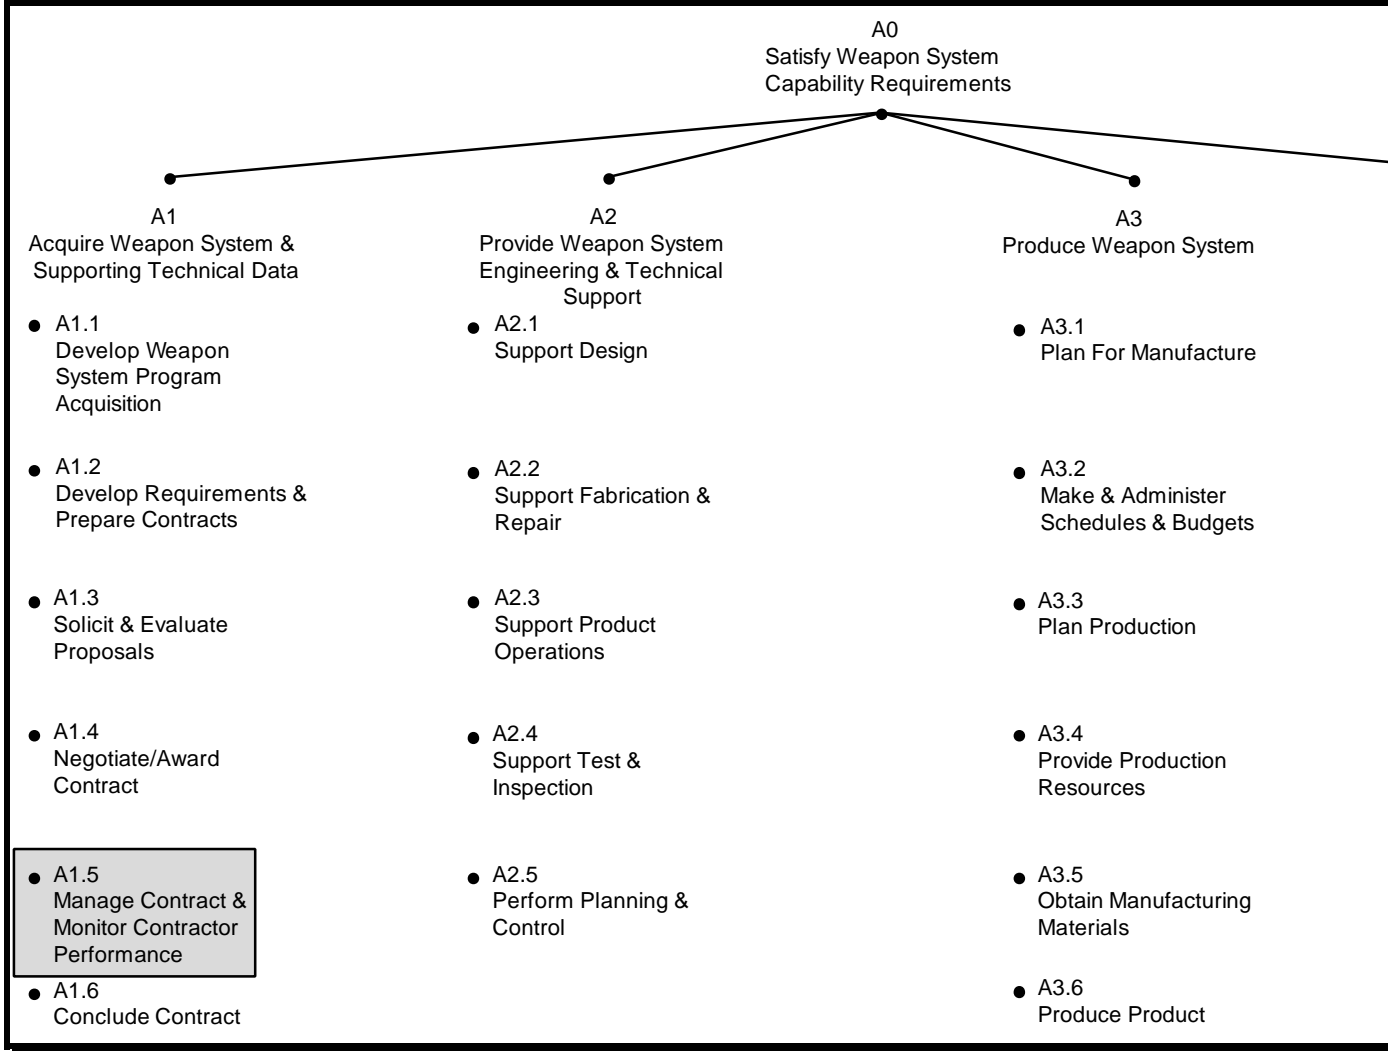 A0
Satisfy Weapon System
Capability Requirements
A1
Acquire Weapon System &
Supporting Technical Data
A1.1
Develop Weapon
System Program
Acquisition
A1.2
Develop Requirements &
Prepare Contracts
A1.3
Solicit & Evaluate
Proposals
A1.4
Negotiate/Award
Contract
A1.5
Manage Contract &
Monitor Contractor
Performance
A1.6
Conclude Contract
A2
Provide Weapon System
Engineering & Technical
Support
A2.1
Support Design
A2.2
Support Fabrication &
Repair
A2.3
Support Product
Operations
A2.4
Support Test &
Inspection
A2.5
Perform Planning &
Control
A3
Produce Weapon System
A3.1
Plan For Manufacture
A3.2
Make & Administer
Schedules & Budgets
A3.3
Plan Production
A3.4
Provide Production
Resources
A3.5
Obtain Manufacturing
Materials
A3.6
Produce Product